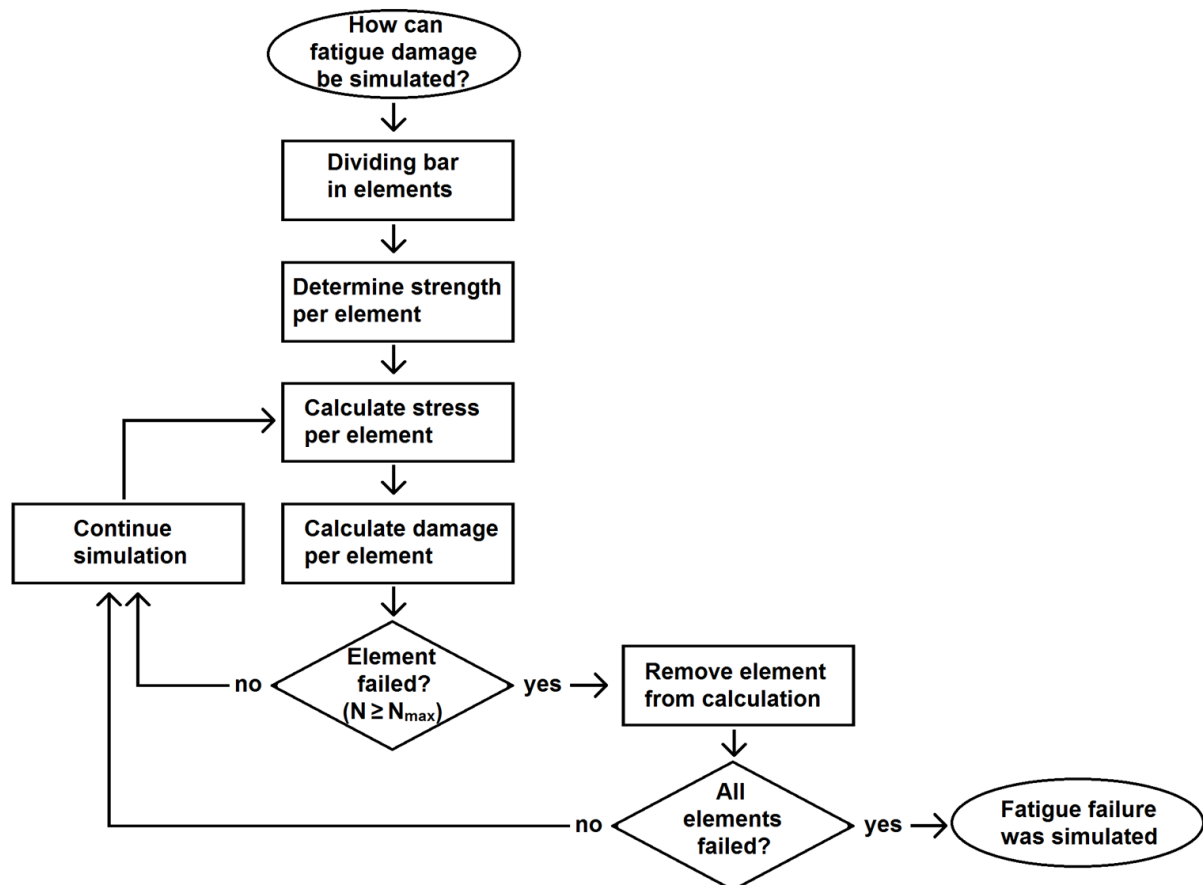 How can
fatigue damage
be simulated?
Dividing bar
in elements
Determine strength
per element
Calculate stress
per element
Continue
simulation
Calculate damage
per element
no
Element
failed?
(N ≥ Nmax)
yes
Remove element
from calculation
no
All
elements
failed?
yes
Fatigue failure
was simulated